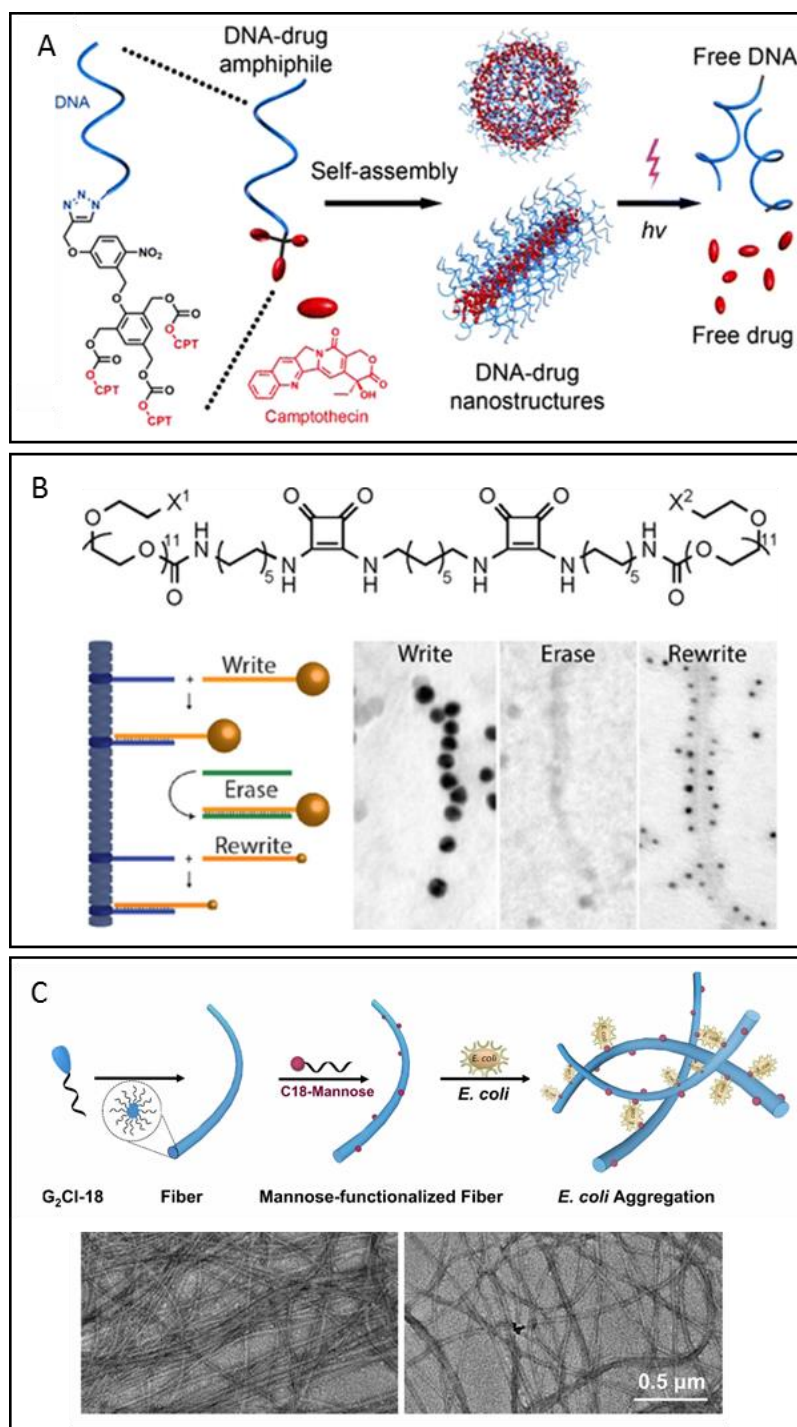 A
DNA-drug
amphiphile
Free DNA
DNA
Self-assembly
N N N
NO₂
O
hν
CPT
CPT
CPT
Camptothecin
DNA-drug
nanostructures
Free drug
B
X¹
X²
11
11
5
5
5
Write
Erase
Rewrite
Write
Erase
Rewrite
C
C18-Mannose
E. coli
E. coli
E. coli
G₂Cl-18
Fiber
Mannose-functionalized Fiber
E. coli Aggregation
0.5 μm